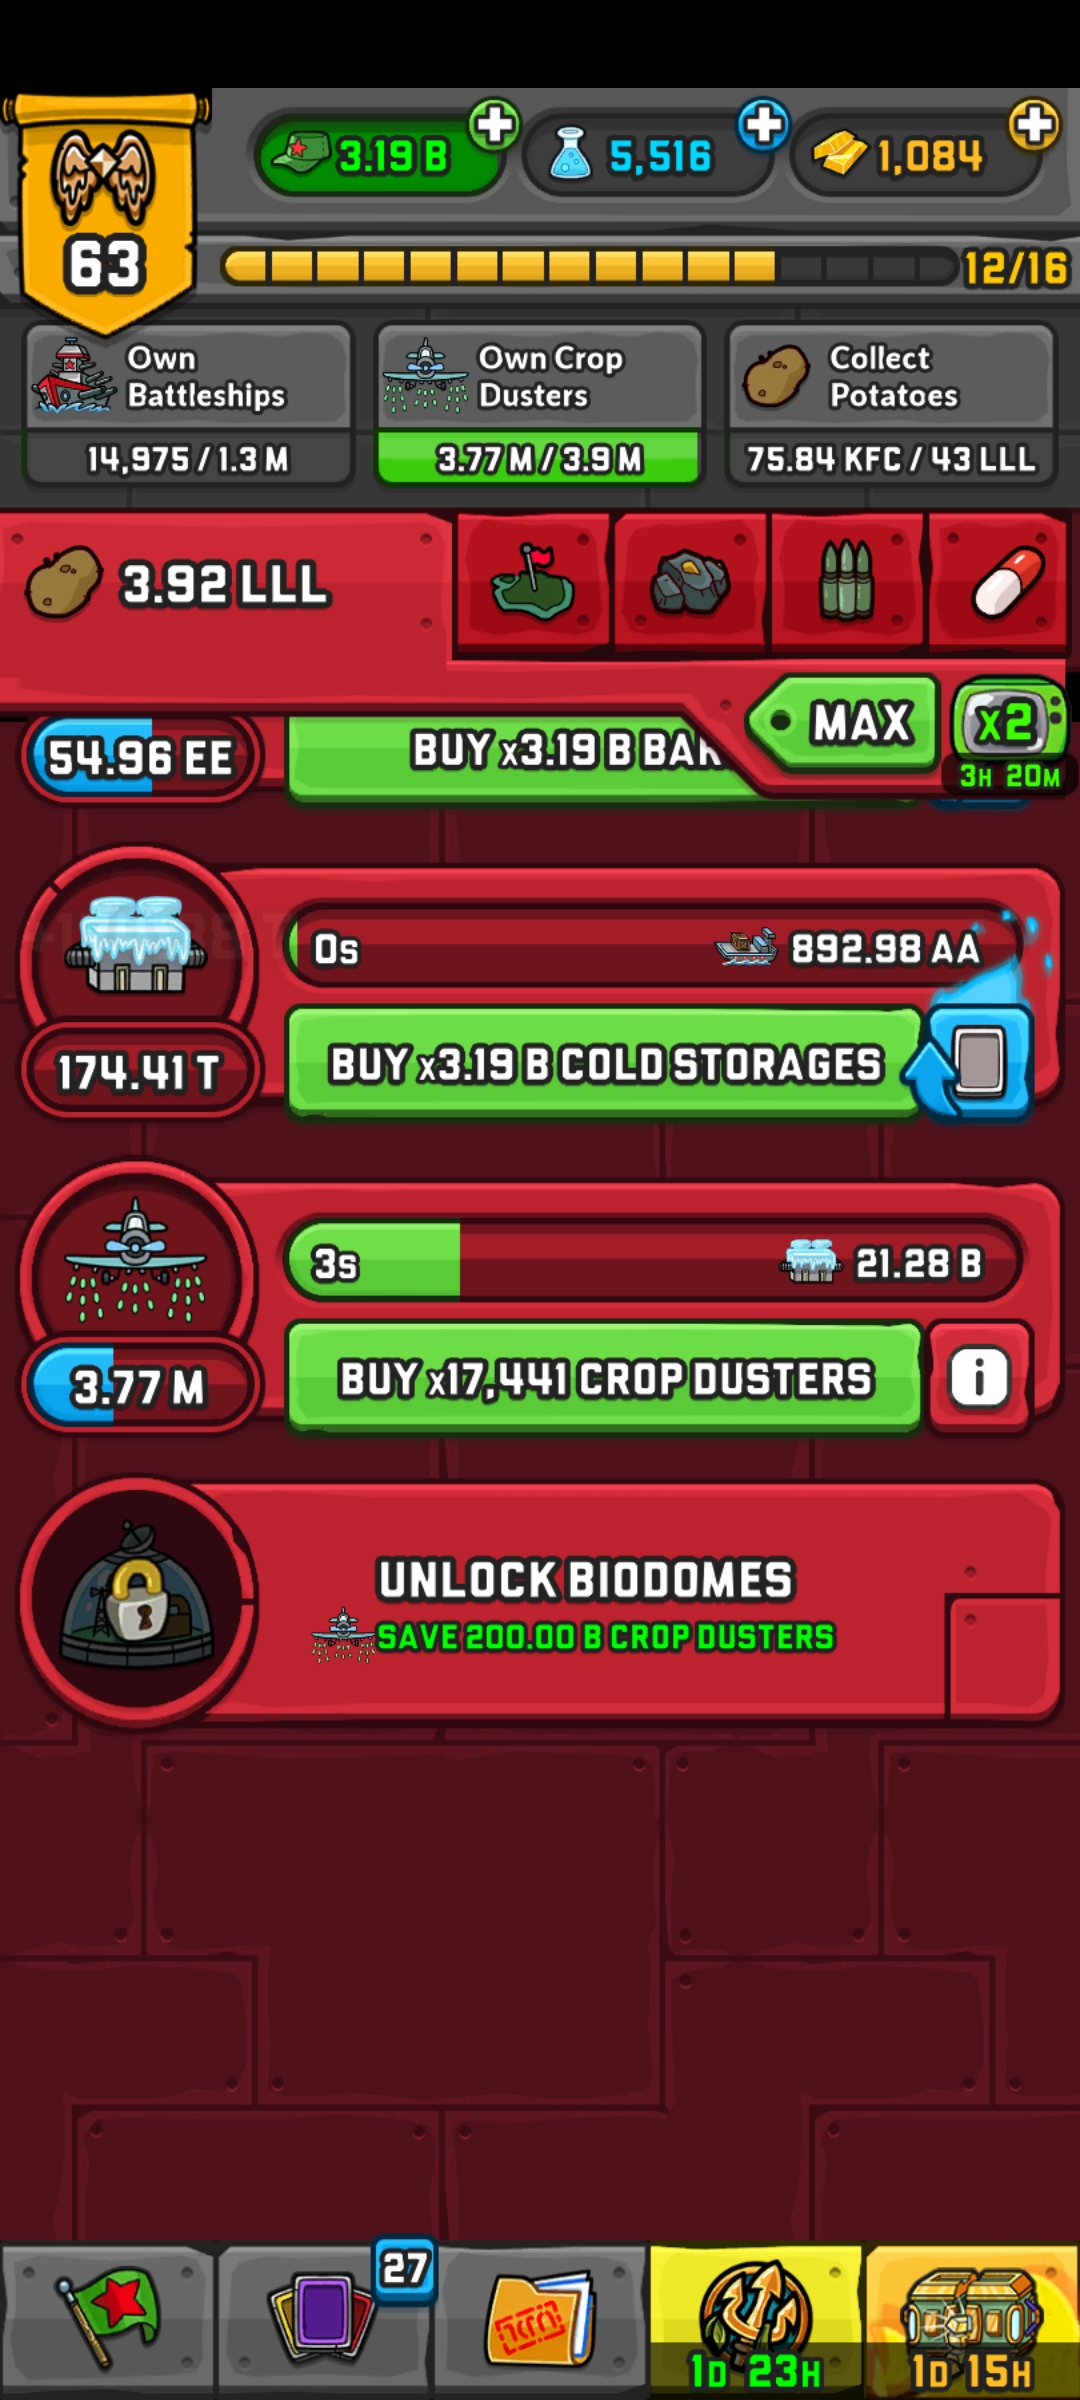 3.19 B
5,516
1,084
63
12/16
Own
Battleships
14,975 / 1.3 M
Own Crop
Dusters
3.77 M / 3.9 M
Collect
Potatoes
75.84 KFC / 43 LLL
3.92 LLL
MAX
x2
3H 20M
54.96 EE
BUY x3.19 B BAR
0s
892.98 AA
174.41 T
BUY x3.19 B COLD STORAGES
3s
21.28 B
3.77 M
BUY x17,441 CROP DUSTERS
i
UNLOCK BIODOMES
SAVE 200.00 B CROP DUSTERS
27
1D 23H
1D 15H